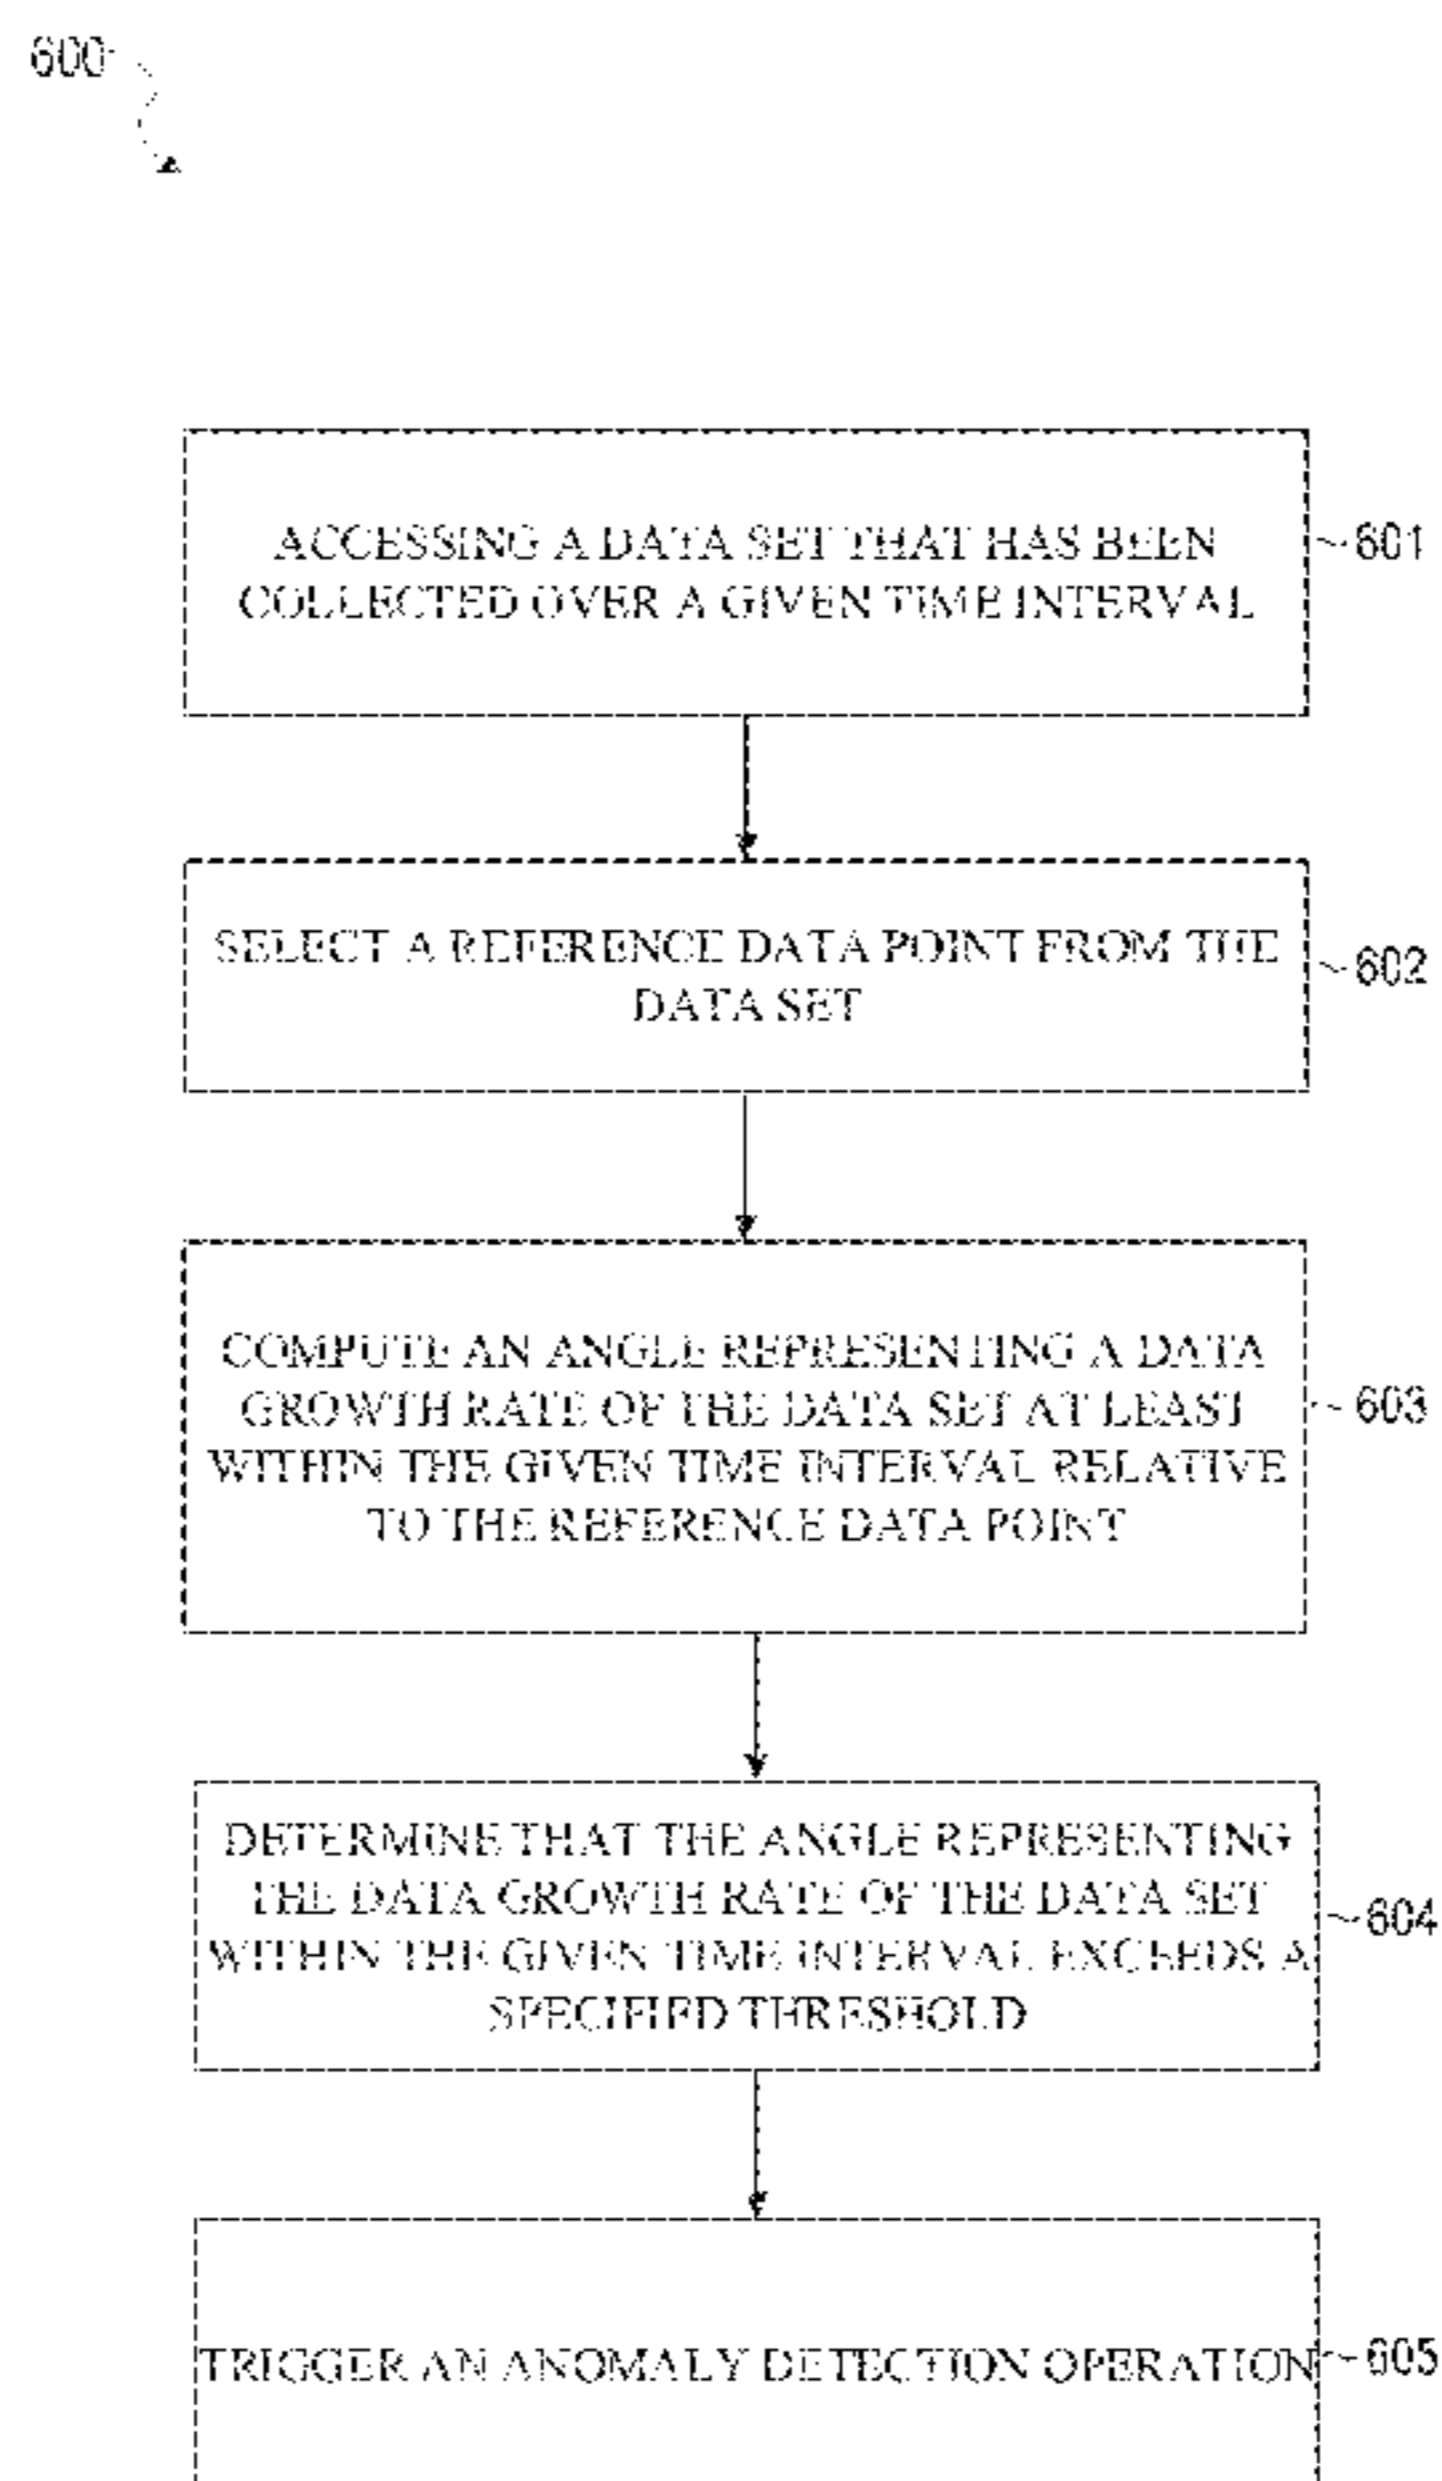 600
ACCESSING A DATA SET THAT HAS BEEN
COLLECTED OVER A GIVEN TIME INTERVAL
601
SELECT A REFERENCE DATA POINT FROM THE
DATA SET
602
COMPUTE AN ANGLE REPRESENTING A DATA
GROWTH RATE OF THE DATA SET AT LEAST
WITHIN THE GIVEN TIME INTERVAL RELATIVE
TO THE REFERENCE DATA POINT
603
DETERMINE THAT THE ANGLE REPRESENTING
THE DATA GROWTH RATE OF THE DATA SET
WITHIN THE GIVEN TIME INTERVAL EXCEEDS A
SPECIFIED THRESHOLD
604
TRIGGER AN ANOMALY DETECTION OPERATION
605